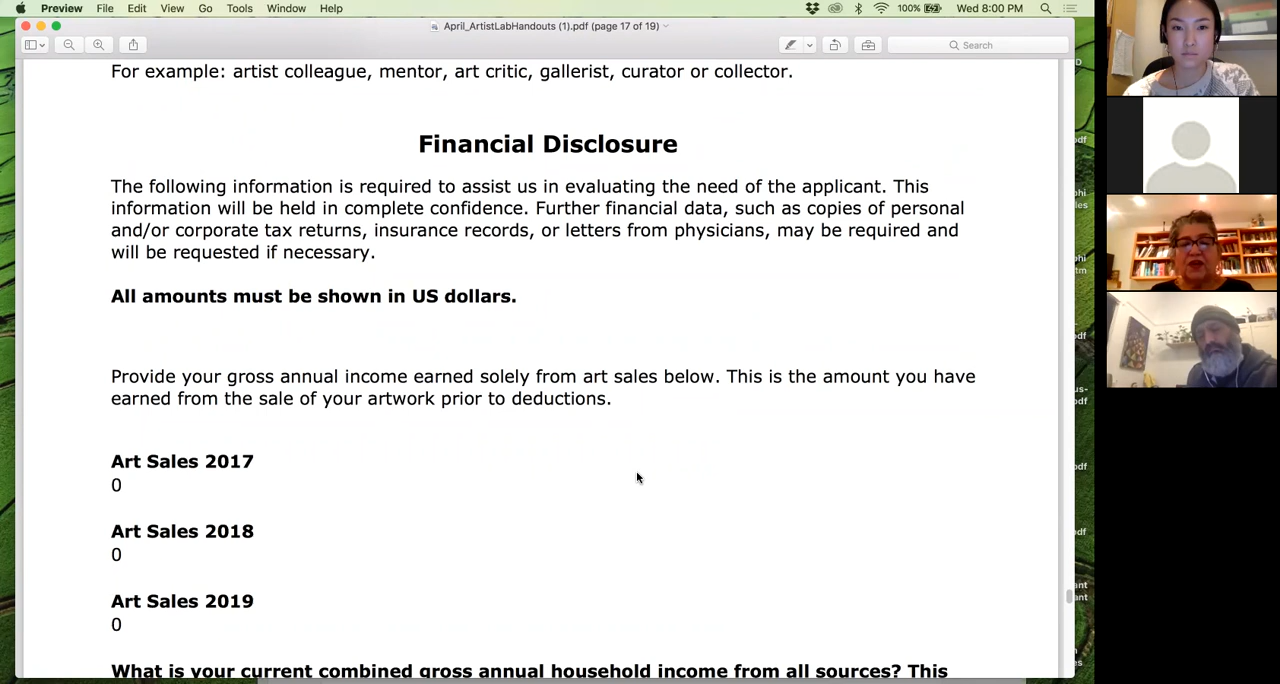 Preview File Edit View Go Tools Window Help 100% Wed 8:00 PM
April_ArtistLabHandouts (1).pdf (page 17 of 19)
Search
For example: artist colleague, mentor, art critic, gallerist, curator or collector.
Financial Disclosure
The following information is required to assist us in evaluating the need of the applicant. This
information will be held in complete confidence. Further financial data, such as copies of personal
and/or corporate tax returns, insurance records, or letters from physicians, may be required and
will be requested if necessary.
All amounts must be shown in US dollars.
Provide your gross annual income earned solely from art sales below. This is the amount you have
earned from the sale of your artwork prior to deductions.
Art Sales 2017
0
Art Sales 2018
0
Art Sales 2019
0
What is your current combined gross annual household income from all sources? This